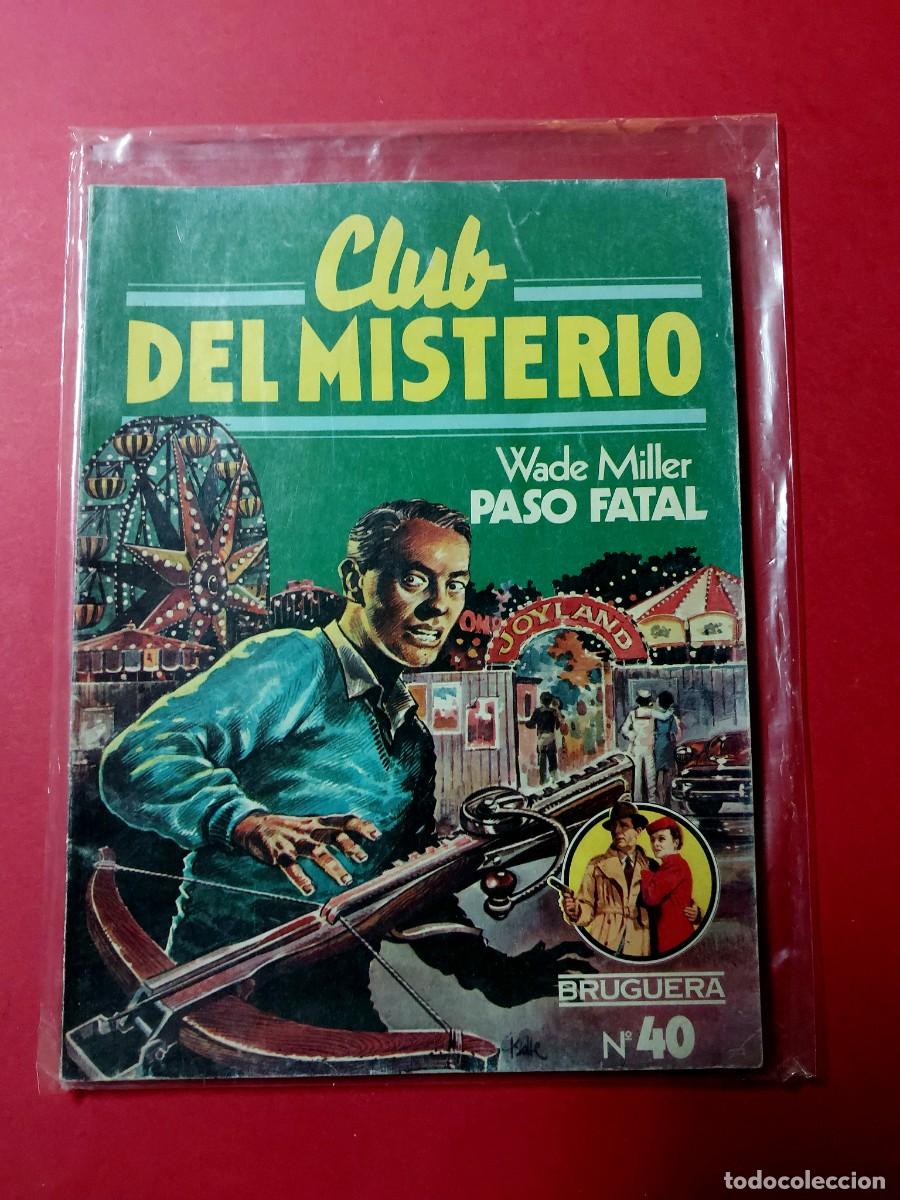 Club
DEL MISTERIO
Wade Miller
PASO FATAL
JOYLAND
BRUGUERA
Nº 40
todocoleccion